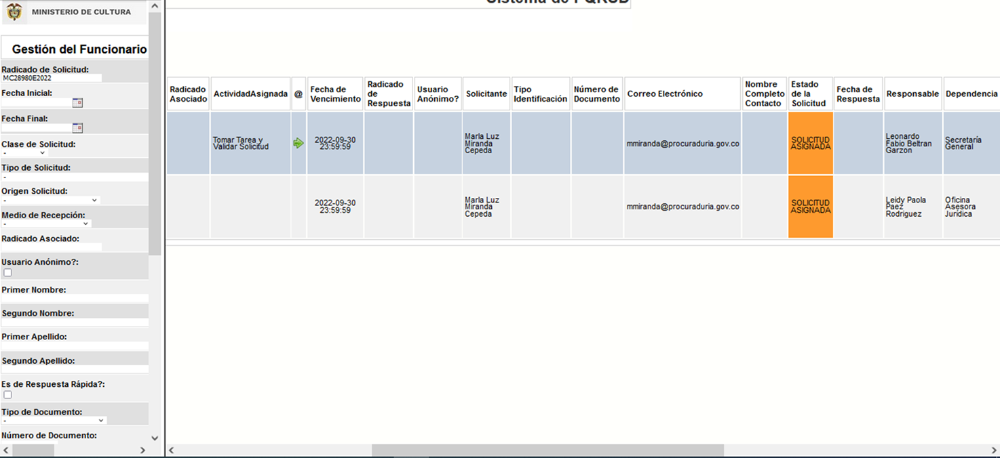 MINISTERIO DE CULTURA
Gestión del Funcionario
Radicado de Solicitud:
MC28980E2022
Fecha Inicial:
Fecha Final:
Clase de Solicitud:
-
Tipo de Solicitud:
-
Origen Solicitud:
-
Medio de Recepción:
-
Radicado Asociado:
Usuario Anónimo?:
Primer Nombre:
Segundo Nombre:
Primer Apellido:
Segundo Apellido:
Es de Respuesta Rápida?:
Tipo de Documento:
-
Número de Documento:
Sistema de PQRSD
Radicado
Asociado
ActividadAsignada
@
Fecha de
Vencimiento
Radicado
de
Respuesta
Usuario
Anónimo?
Solicitante
Tipo
Identificación
Número de
Documento
Correo Electrónico
Nombre
Completo
Contacto
Estado
de la
Solicitud
Fecha de
Respuesta
Responsable
Dependencia
Tomar Tarea y
Validar Solicitud
2022-09-30
23:59:59
Marla Luz
Miranda
Cepeda
mmiranda@procuraduria.gov.co
SOLICITUD
ASIGNADA
Leonardo
Fabio Beltran
Garzon
Secretaría
General
2022-09-30
23:59:59
Marla Luz
Miranda
Cepeda
mmiranda@procuraduria.gov.co
SOLICITUD
ASIGNADA
Leidy Paola
Paez
Rodriguez
Oficina
Asesora
Jurídica